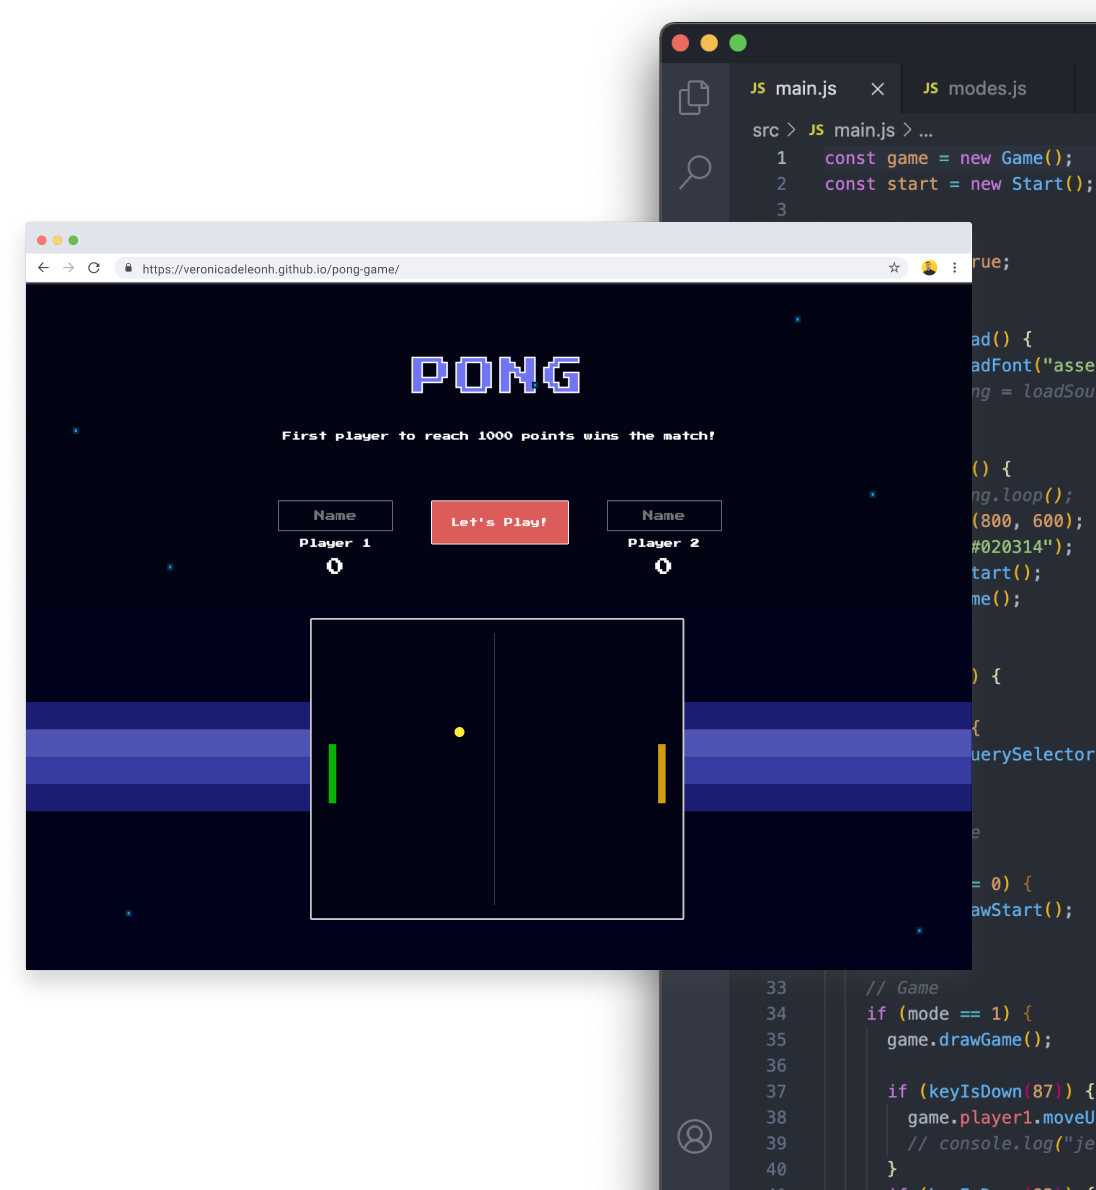 JS main.js
JS modes.js
src > JS main.js > ...
1 const game = new Game();
2 const start = new Start();
3
https://veronicadeleonh.github.io/pong-game/
PONG
First player to reach 1000 points wins the match!
Name
Let's Play!
Name
Player 1
Player 2
0
0
rue;
ad() {
adFont("asse
ng = loadSou
() {
ng.loop();
(800, 600);
#020314");
tart();
me();
) {
{
uerySelector
e
= 0) {
awStart();
33 // Game
34 if (mode == 1) {
35 game.drawGame();
36
37 if (keyIsDown(87)) {
38 game.player1.moveU
39 // console.log("je
40 }